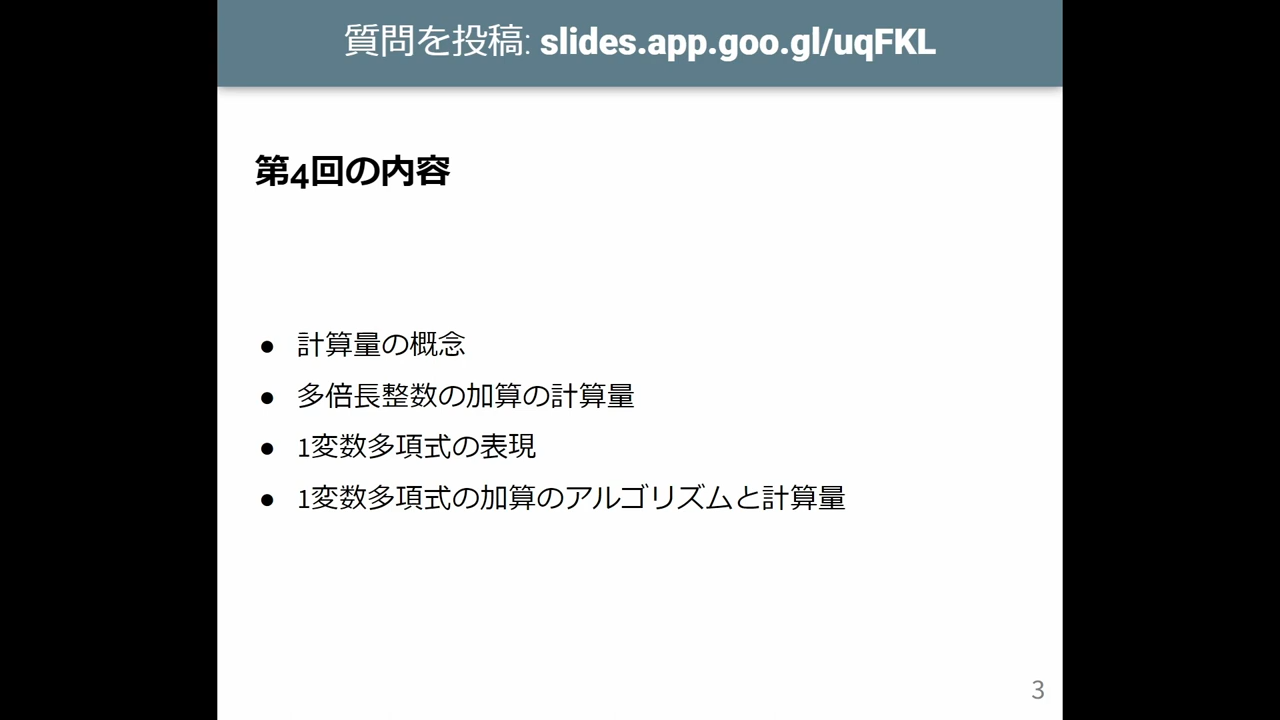 質問を投稿: slides.app.goo.gl/uqFKL
第4回の内容
● 計算量の概念
● 多倍長整数の加算の計算量
● 1変数多項式の表現
● 1変数多項式の加算のアルゴリズムと計算量
3